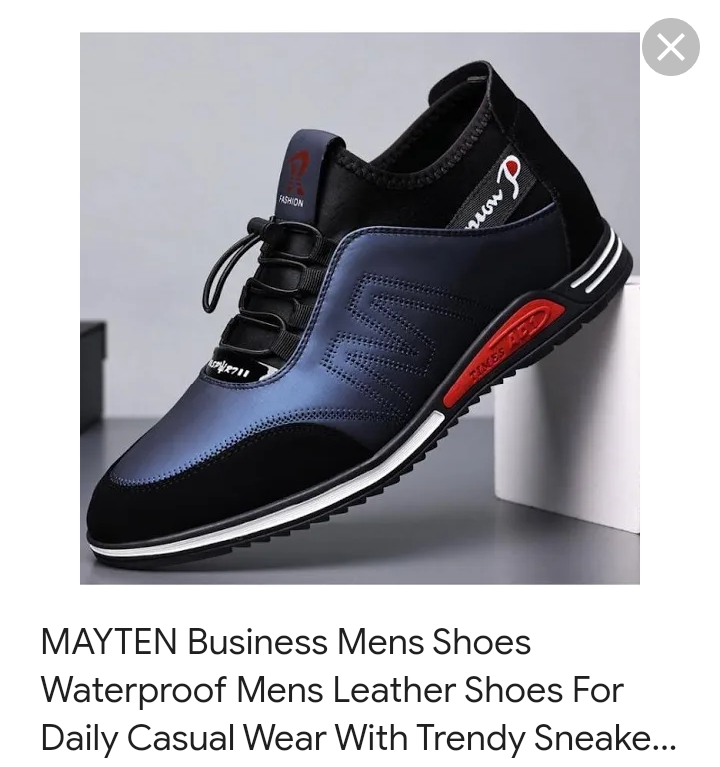 FASHION
MAYTEN Business Mens Shoes
Waterproof Mens Leather Shoes For
Daily Casual Wear With Trendy Sneake...